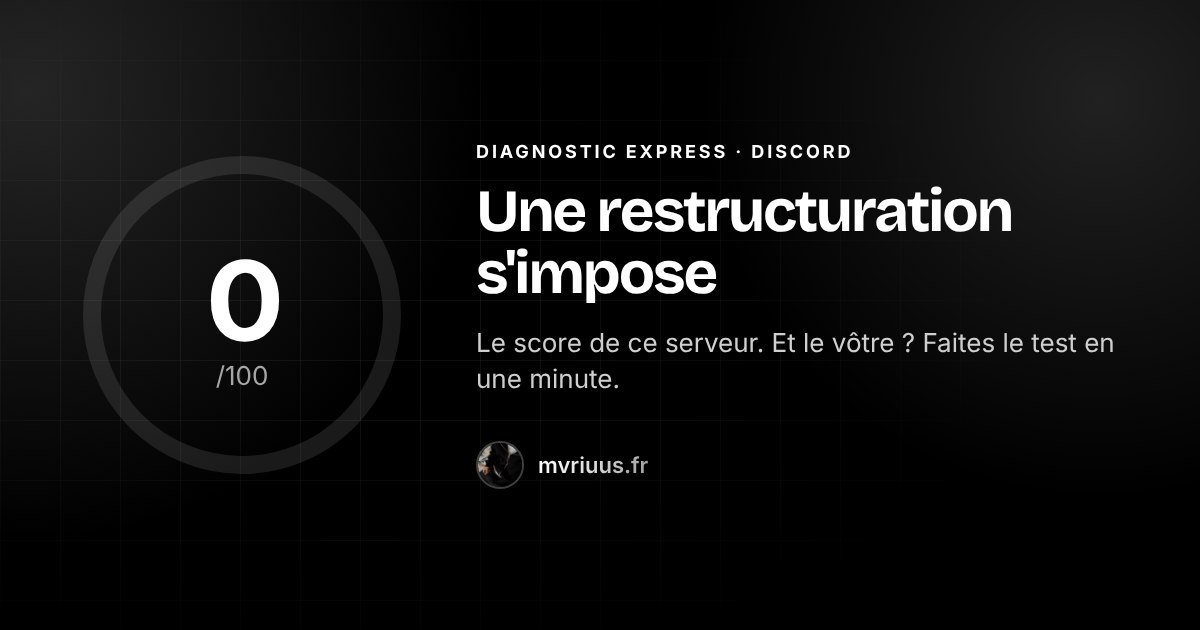 0
/100
DIAGNOSTIC EXPRESS · DISCORD
Une restructuration
s'impose
Le score de ce serveur. Et le vôtre ? Faites le test en
une minute.
mvriuus.fr